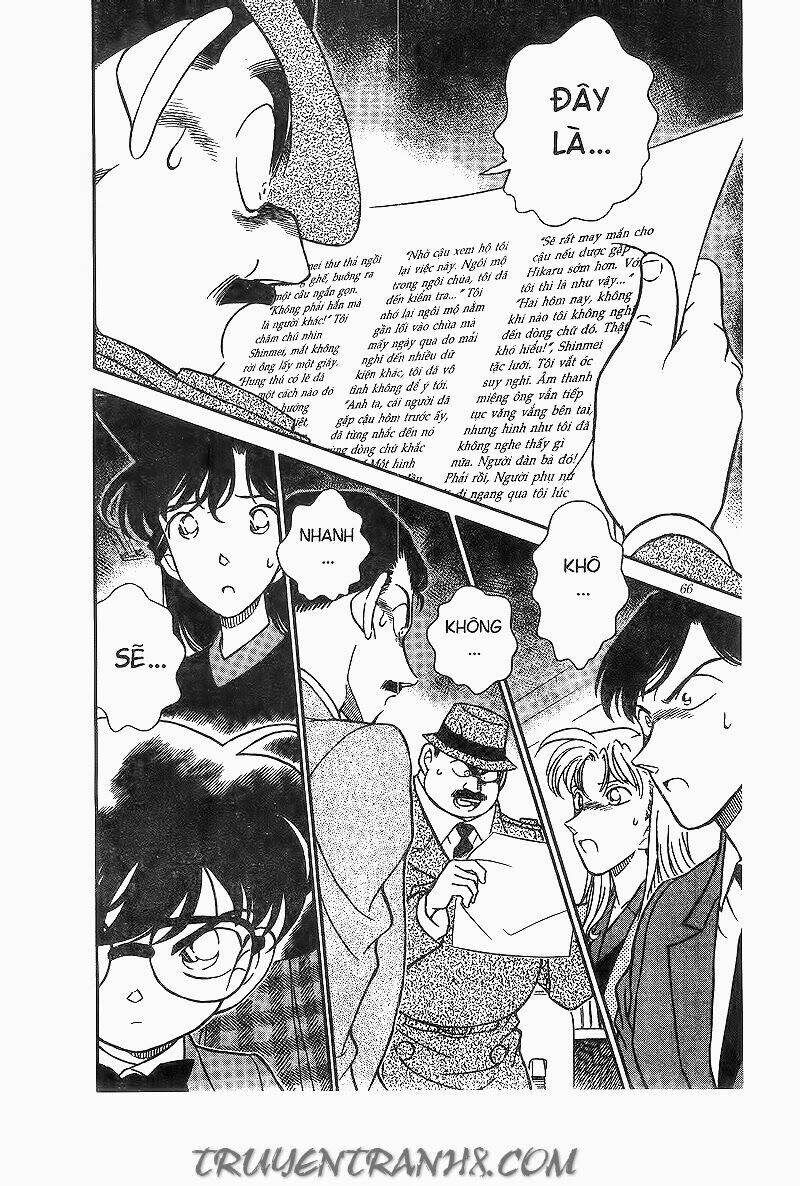 ĐÂY
LÀ...
mei thư thả ngồi
ghế, buông ra
một câu ngắn gọn.
"Không phải hắn mà
là người khác!" Tôi
chăm chú nhìn
Shinmei, mắt không
rời ông lấy một giây.
"Hung thủ có lẽ đã
một cách nào đó
hướng
"Nhờ cậu xem hộ tôi
lại việc này. Ngôi mộ
trong ngôi chùa, tôi đã
đến kiểm tra..." Tôi
nhớ lại ngôi mộ nằm
gần lối vào chùa mà
mấy ngày qua do mải
nghĩ đến nhiều dữ
kiện khác, tôi đã vô
tình không để ý tới.
"Anh ta, cái người đã
gặp cậu hôm trước ấy,
đã từng nhắc đến nó
dòng chữ khắc
Một hình
"Sẽ rất may mắn cho
cậu nếu được gặp
Hikaru sớm hơn. Với
tôi thì là như vậy..."
"Hai hôm nay, không
khi nào tôi không nghĩ
đến dòng chữ đó. Thật
khó hiểu!", Shinmei
tặc lưỡi. Tôi vắt óc
suy nghĩ. Âm thanh
miệng ông vẫn tiếp
tục văng vẳng bên tai,
nhưng hình như tôi đã
không nghe thấy gì
nữa. Người đàn bà đó!
Phải rồi, Người phụ nữ
đi ngang qua tôi lúc
66
SẼ...
NHANH
...
KHÔNG
...
KHÔ
...
TRUYENTRANH8.COM